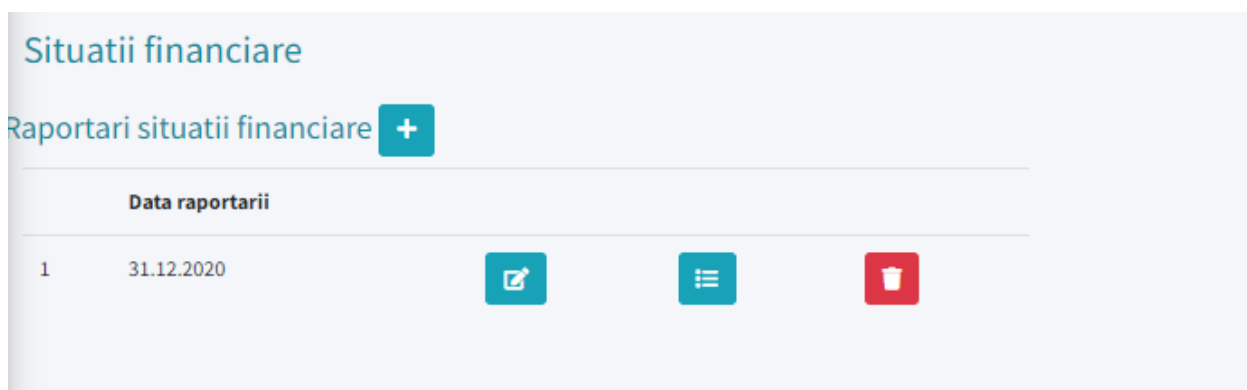 Situatii financiare
Raportari situatii financiare +
Data raportarii
1 31.12.2020